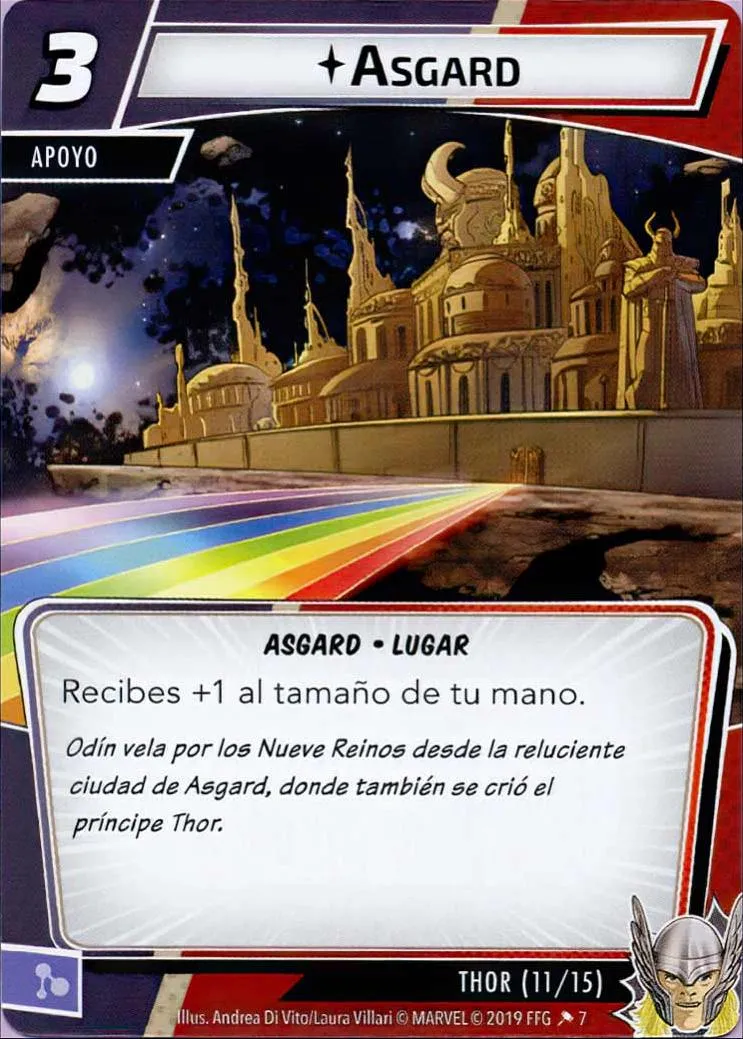 3
ASGARD
APOYO
ASGARD • LUGAR
Recibes +1 al tamaño de tu mano.
Odín vela por los Nueve Reinos desde la reluciente
ciudad de Asgard, donde también se crió el
príncipe Thor.
THOR (11/15)
Illus. Andrea Di Vito/Laura Villari © MARVEL © 2019 FFG 7